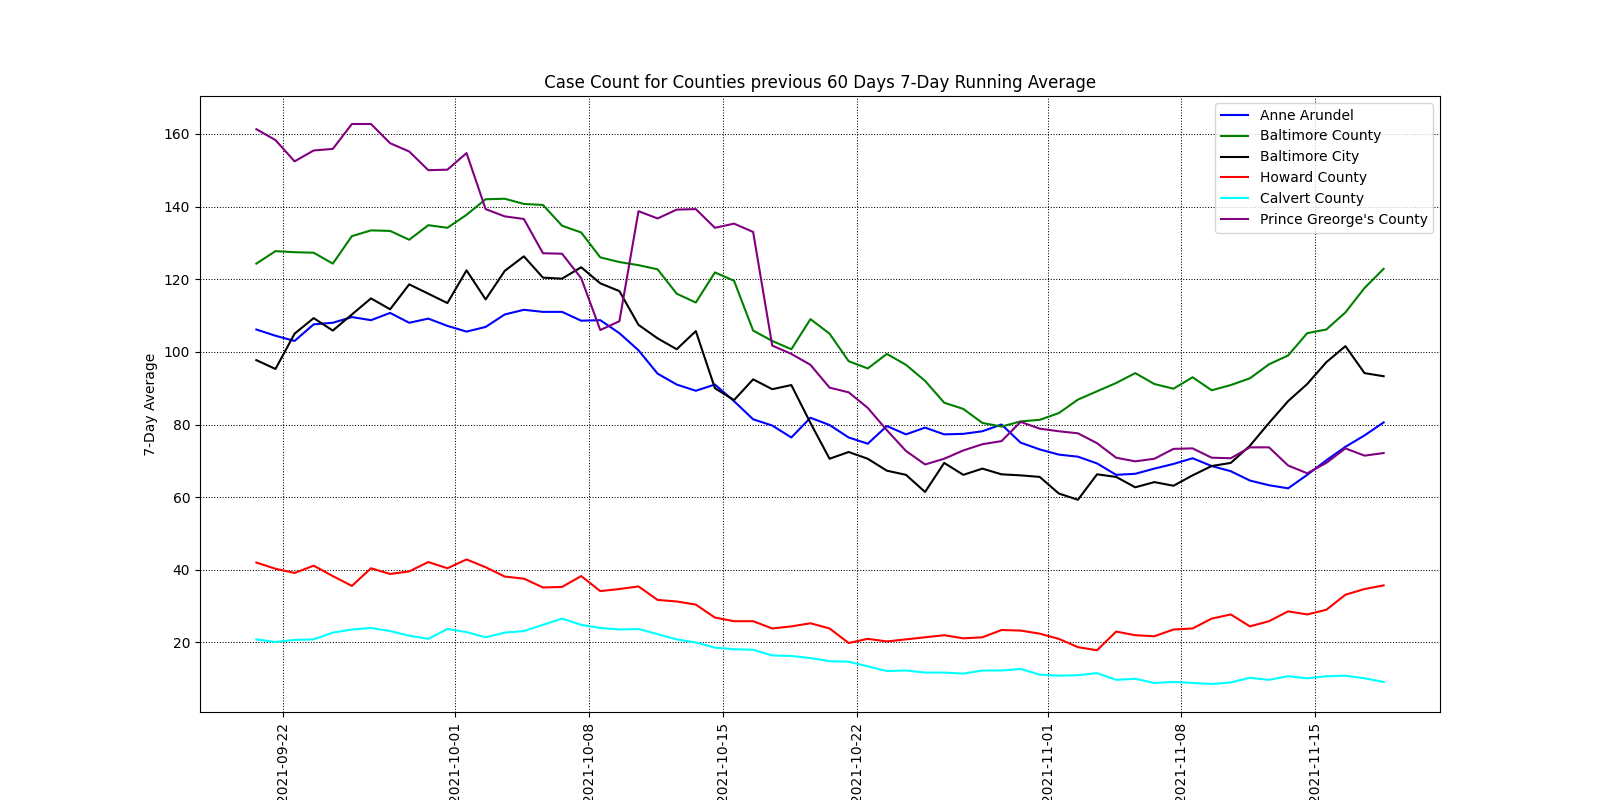 Case Count for Counties previous 60 Days 7-Day Running Average
Anne Arundel
Baltimore County
Baltimore City
Howard County
Calvert County
Prince Greorge's County
7-Day Average
160
140
120
100
80
60
40
20
2021-09-22
2021-10-01
2021-10-08
2021-10-15
2021-10-22
2021-11-01
2021-11-08
2021-11-15